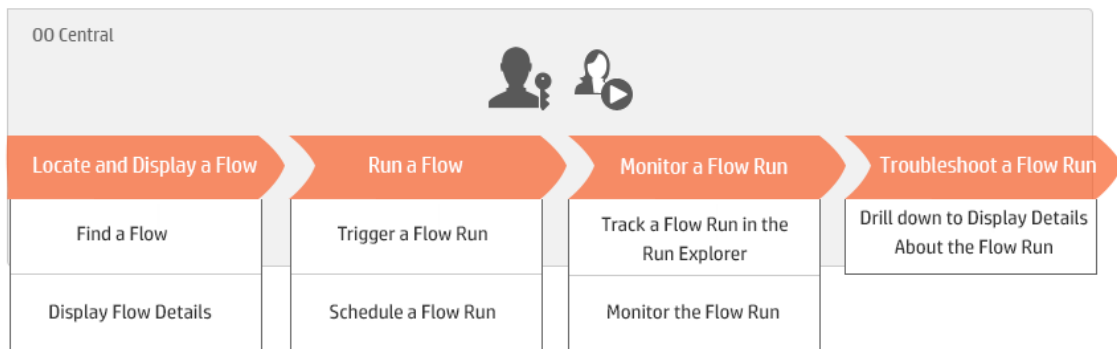 OO Central
Locate and Display a Flow
Run a Flow
Monitor a Flow Run
Troubleshoot a Flow Run
Find a Flow
Trigger a Flow Run
Track a Flow Run in the
Run Explorer
Drill down to Display Details
About the Flow Run
Display Flow Details
Schedule a Flow Run
Monitor the Flow Run